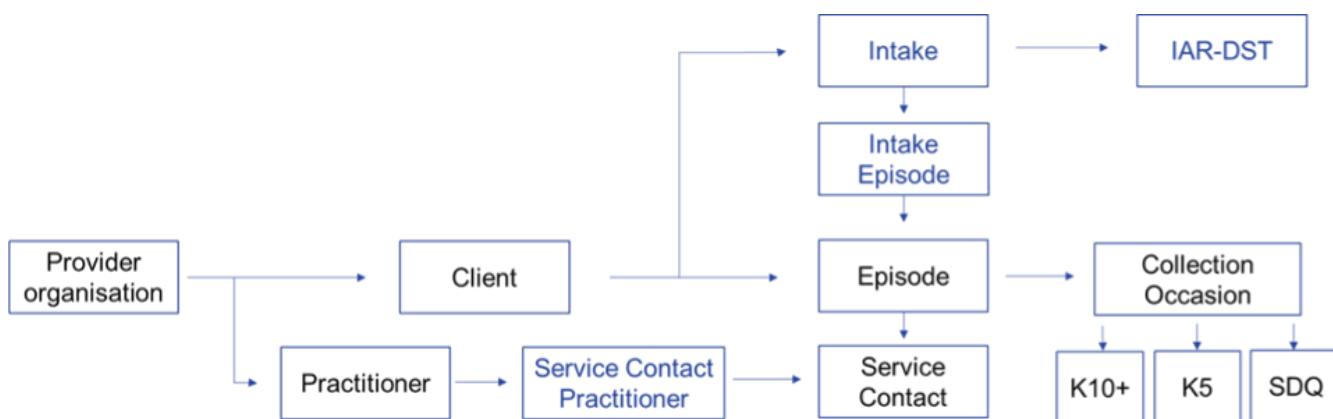 Intake
IAR-DST
Intake
Episode
Provider
organisation
Client
Episode
Collection
Occasion
Practitioner
Service Contact
Practitioner
Service
Contact
K10+
K5
SDQ